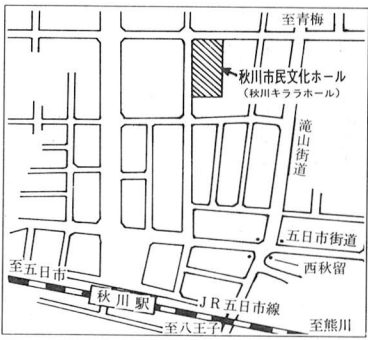 至青梅
秋川市民文化ホール
(秋川キララホール)
滝山街道
五日市街道
西秋留
至五日市
秋川駅
JR五日市線
至八王子
至熊川